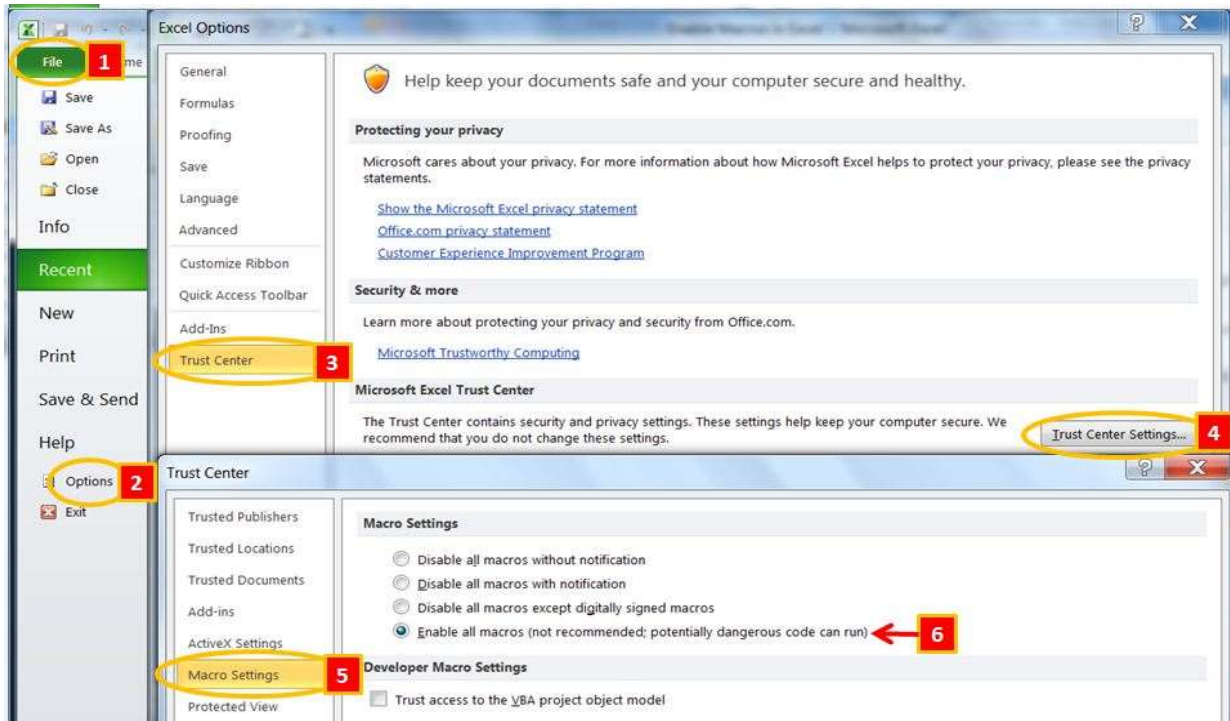 Excel Options
File
1
me
Save
Save As
Open
Close
Info
Recent
New
Print
Save & Send
Help
Options
2
Exit
General
Formulas
Proofing
Save
Language
Advanced
Customize Ribbon
Quick Access Toolbar
Add-Ins
Trust Center
3
Help keep your documents safe and your computer secure and healthy.
Protecting your privacy
Microsoft cares about your privacy. For more information about how Microsoft Excel helps to protect your privacy, please see the privacy
statements.
Show the Microsoft Excel privacy statement
Office.com privacy statement
Customer Experience Improvement Program
Security & more
Learn more about protecting your privacy and security from Office.com.
Microsoft Trustworthy Computing
Microsoft Excel Trust Center
The Trust Center contains security and privacy settings. These settings help keep your computer secure. We
recommend that you do not change these settings.
Trust Center Settings...
4
Trust Center
Trusted Publishers
Trusted Locations
Trusted Documents
Add-ins
ActiveX Settings
Macro Settings
5
Protected View
Macro Settings
Disable all macros without notification
Disable all macros with notification
Disable all macros except digitally signed macros
Enable all macros (not recommended; potentially dangerous code can run)
6
Developer Macro Settings
Trust access to the VBA project object model